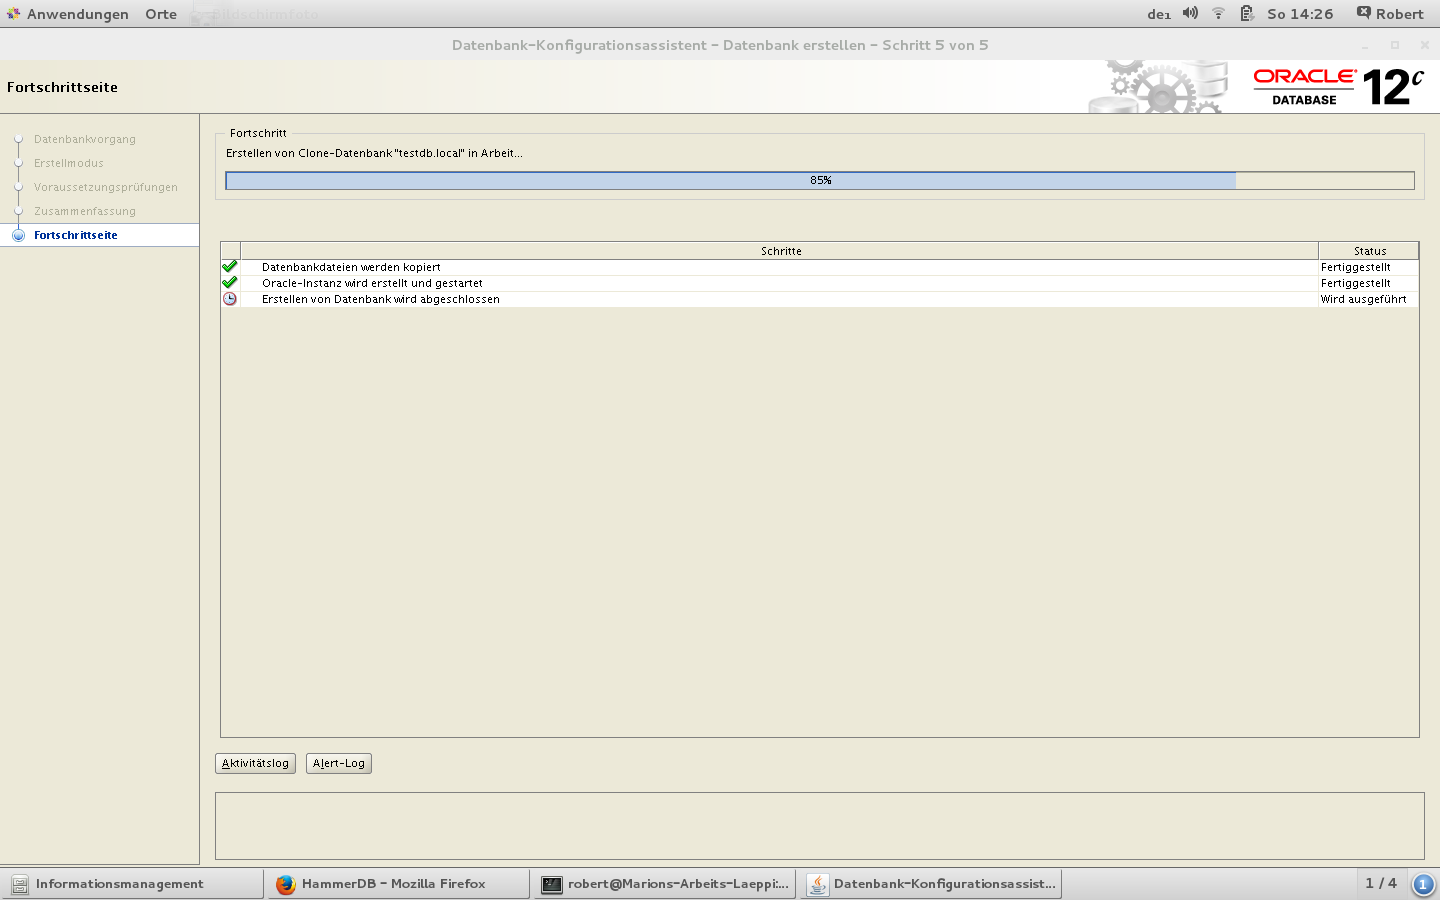 Anwendungen Orte Bildschirmfoto de1 So 14:26 Robert
Datenbank-Konfigurationsassistent - Datenbank erstellen - Schritt 5 von 5
Fortschrittseite
ORACLE DATABASE 12c
Datenbankvorgang
Erstellmodus
Voraussetzungsprüfungen
Zusammenfassung
Fortschrittseite
Fortschritt
Erstellen von Clone-Datenbank "testdb.local" in Arbeit...
85%
Schritte Status
Datenbankdateien werden kopiert Fertiggestellt
Oracle-Instanz wird erstellt und gestartet Fertiggestellt
Erstellen von Datenbank wird abgeschlossen Wird ausgeführt
Aktivitätslog Alert-Log
Informationsmanagement HammerDB - Mozilla Firefox robert@Marions-Arbeits-Laeppi:... Datenbank-Konfigurationsassist... 1 / 4 1